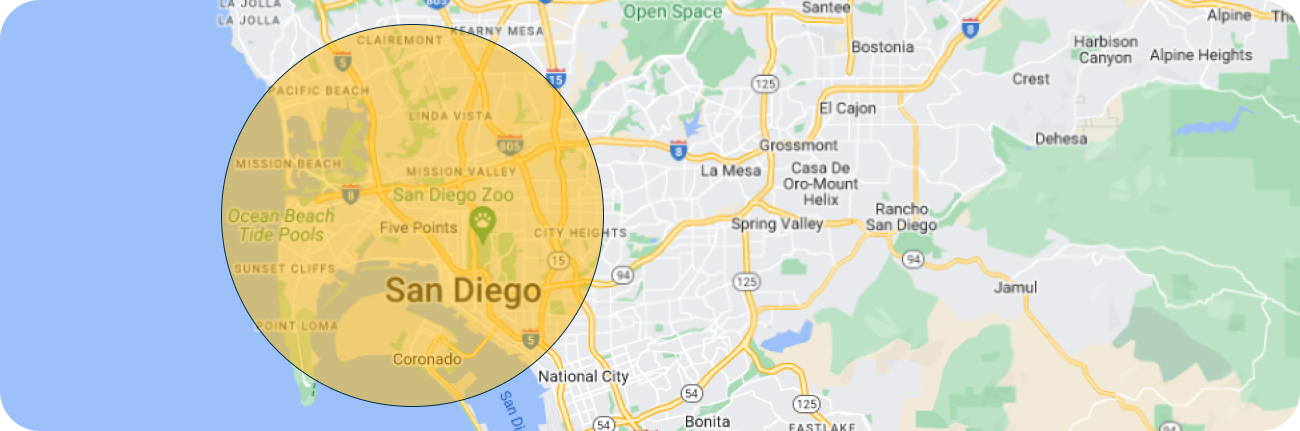 LA JOLLA
LA JOLLA
805
Open Space
Santee
Alpine
The
CLAIREMONT
KEARNY MESA
8
Bostonia
Harbison
Canyon
Alpine Heights
5
15
125
Crest
PACIFIC BEACH
El Cajon
LINDA VISTA
805
8
Grossmont
Dehesa
MISSION BEACH
MISSION VALLEY
La Mesa
Casa De
Oro-Mount
Helix
8
San Diego Zoo
Ocean Beach
Tide Pools
Five Points
CITY HEIGHTS
Spring Valley
Rancho
San Diego
SUNSET CLIFFS
15
94
125
94
Jamul
San Diego
POINT LOMA
5
Coronado
National City
54
125
San Di
54
Bonita
EASTLAKE
94